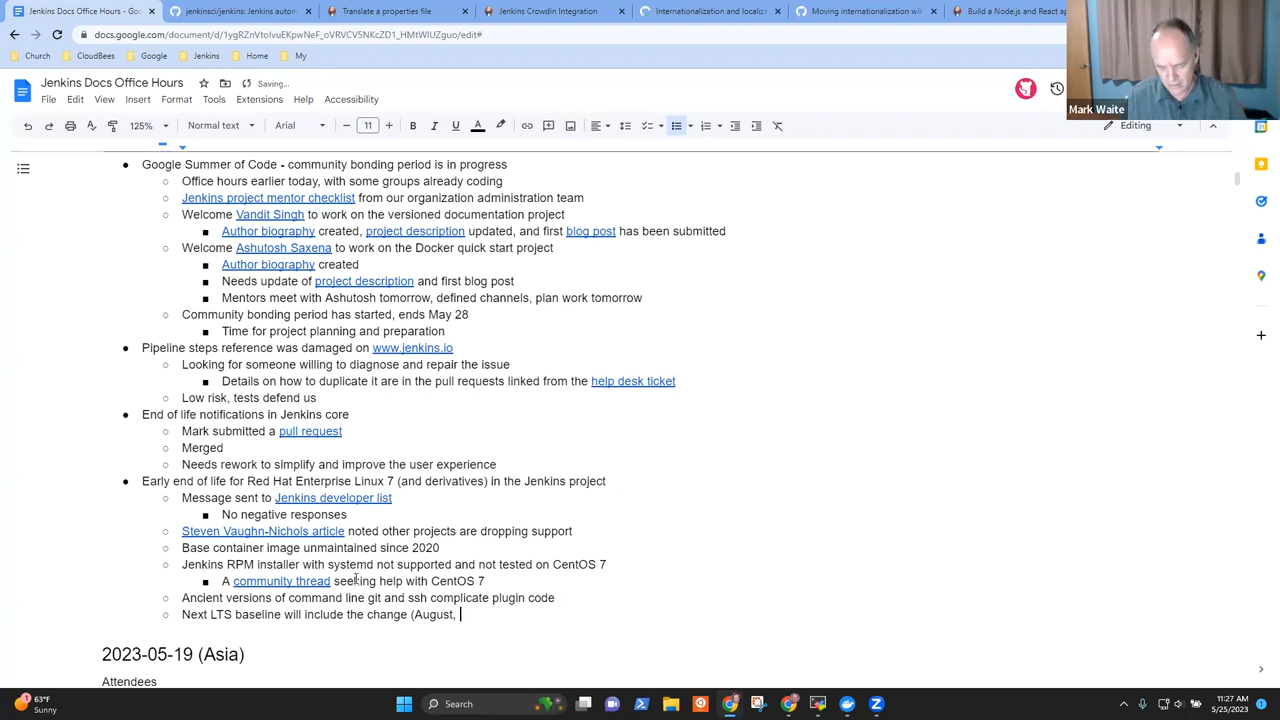 Jenkins Docs Office Hours -
jenkinsci/jenkins: Jenkins autom
Translate a properties file
Jenkins Crowdin Integration
Internationalization and localiza
Moving internationalization wiki
Build a Node.js and React ap
docs.google.com/document/d/1ygRZnVtoIvuEKpwNeF_oVRVCV5NKcZD1_HMtWIUZguo/edit#
Church
CloudBees
Google
Jenkins
Home
My
Jenkins Docs Office Hours
Saving...
File Edit View Insert Format Tools Extensions Help Accessibility
Mark Waite
125% Normal text Arial 11 Editing
Google Summer of Code - community bonding period is in progress
Office hours earlier today, with some groups already coding
Jenkins project mentor checklist from our organization administration team
Welcome Vandit Singh to work on the versioned documentation project
Author biography created, project description updated, and first blog post has been submitted
Welcome Ashutosh Saxena to work on the Docker quick start project
Author biography created
Needs update of project description and first blog post
Mentors meet with Ashutosh tomorrow, defined channels, plan work tomorrow
Community bonding period has started, ends May 28
Time for project planning and preparation
Pipeline steps reference was damaged on www.jenkins.io
Looking for someone willing to diagnose and repair the issue
Details on how to duplicate it are in the pull requests linked from the help desk ticket
Low risk, tests defend us
End of life notifications in Jenkins core
Mark submitted a pull request
Merged
Needs rework to simplify and improve the user experience
Early end of life for Red Hat Enterprise Linux 7 (and derivatives) in the Jenkins project
Message sent to Jenkins developer list
No negative responses
Steven Vaughn-Nichols article noted other projects are dropping support
Base container image unmaintained since 2020
Jenkins RPM installer with systemd not supported and not tested on CentOS 7
A community thread seeking help with CentOS 7
Ancient versions of command line git and ssh complicate plugin code
Next LTS baseline will include the change (August,
2023-05-19 (Asia)
Attendees
63°F
Sunny
Search
11:27 AM
5/25/2023